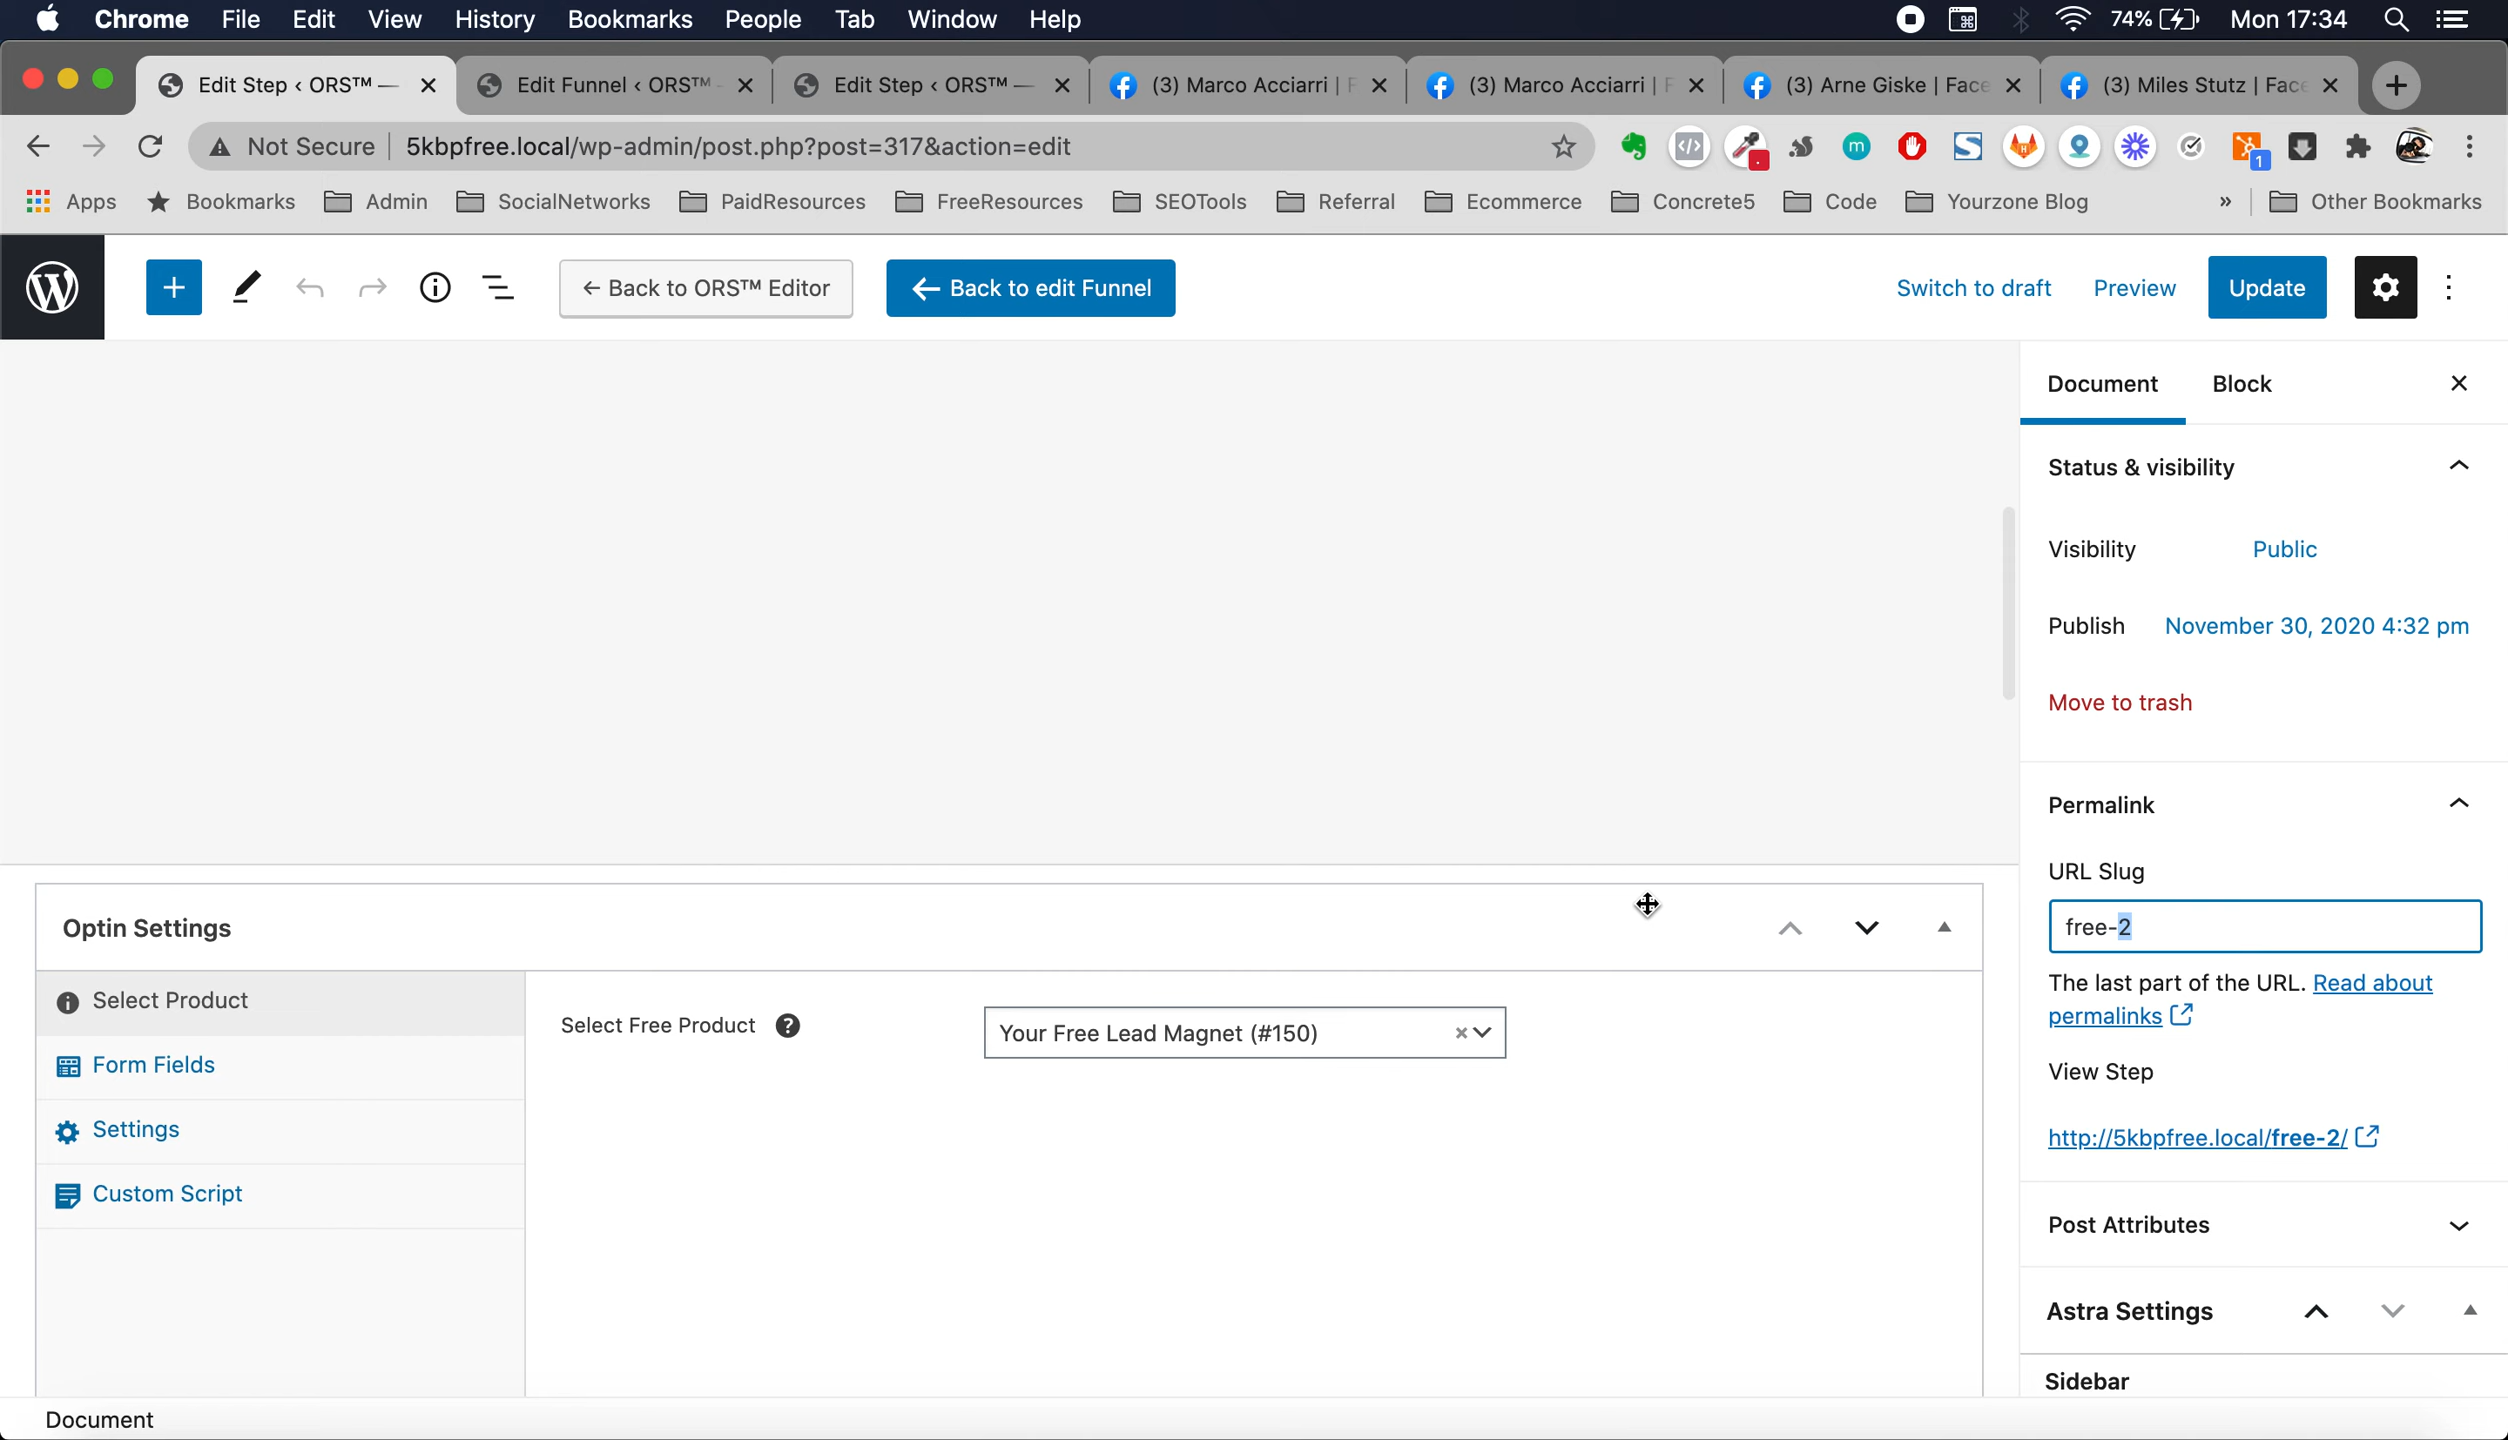 Chrome File Edit View History Bookmarks People Tab Window Help 74% Mon 17:34
Edit Step ‹ ORS™ — Edit Funnel ‹ ORS™ Edit Step ‹ ORS™ — (3) Marco Acciarri | F (3) Marco Acciarri | F (3) Arne Giske | Face (3) Miles Stutz | Face
Not Secure 5kbpfree.local/wp-admin/post.php?post=317&action=edit m 1
Apps Bookmarks Admin SocialNetworks PaidResources FreeResources SEOTools Referral Ecommerce Concrete5 Code Yourzone Blog » Other Bookmarks
← Back to ORS™ Editor ← Back to edit Funnel Switch to draft Preview Update
Document Block
Status & visibility
Visibility Public
Publish November 30, 2020 4:32 pm
Move to trash
Permalink
URL Slug
free-2
The last part of the URL. Read about
permalinks
View Step
http://5kbpfree.local/free-2/
Post Attributes
Astra Settings
Sidebar
Optin Settings
Select Product
Form Fields
Settings
Custom Script
Select Free Product ?
Your Free Lead Magnet (#150) ×
Document